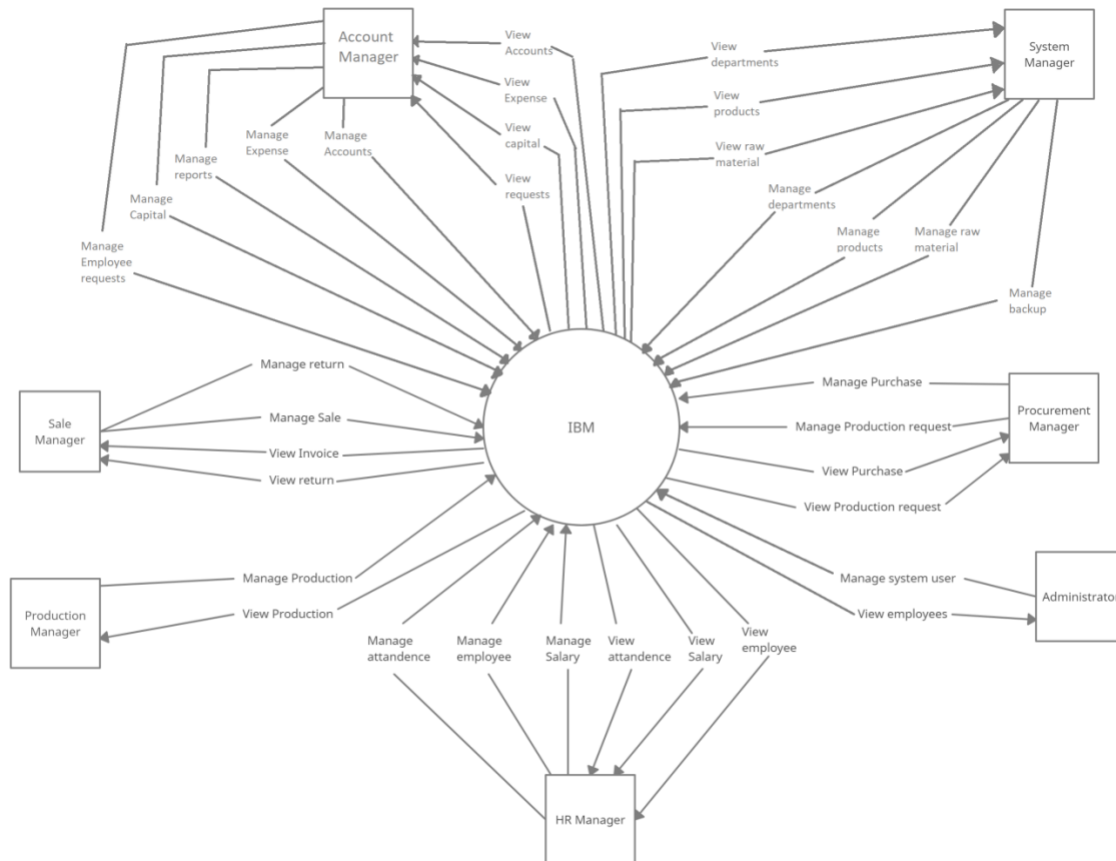 Account
Manager
View
Accounts
View
Expense
View
capital
View
requests
Manage
Accounts
Manage
Expense
Manage
reports
Manage
Capital
Manage
Employee
requests
View
departments
View
products
View raw
material
System
Manager
Manage
departments
Manage
products
Manage raw
material
Manage
backup
Sale
Manager
Manage return
Manage Sale
View Invoice
View return
IBM
Manage Purchase
Manage Production request
View Purchase
View Production request
Procurement
Manager
Production
Manager
Manage Production
View Production
Manage
attandence
Manage
employee
Manage
Salary
View
attandence
View
Salary
View
employee
HR Manager
Manage system user
View employees
Administrator